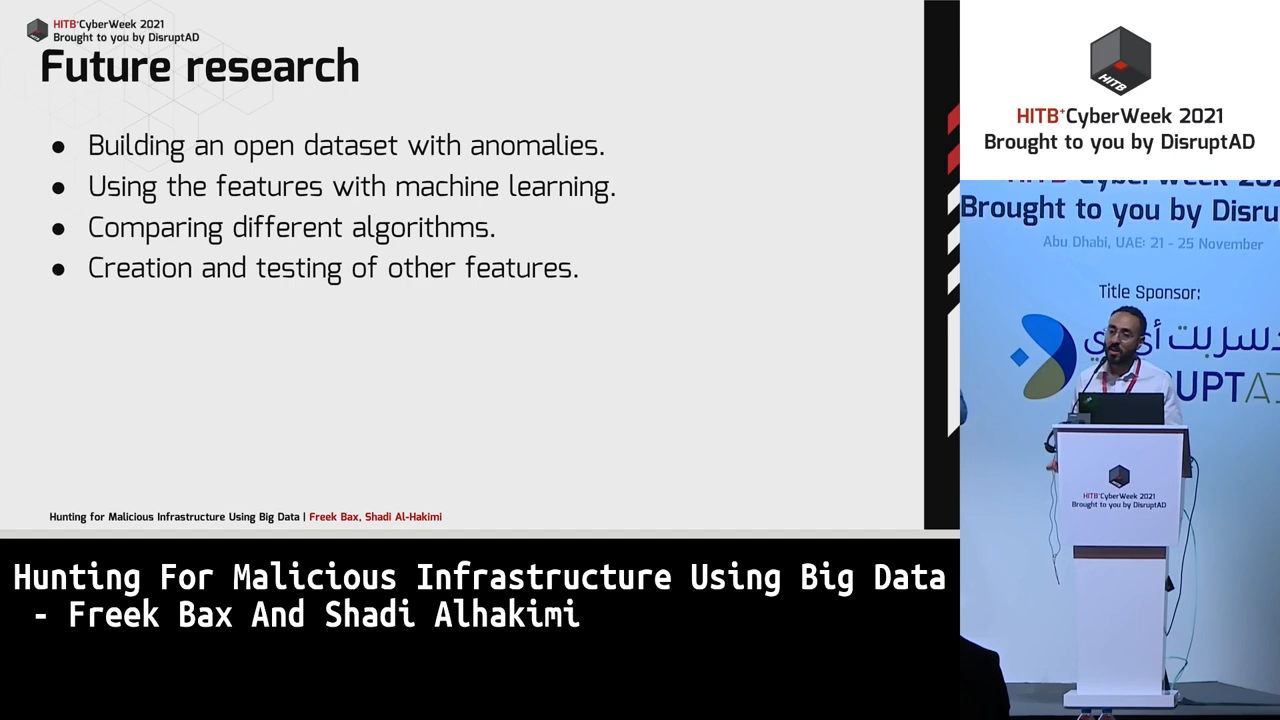 HITB⁺CyberWeek 2021
Brought to you by DisruptAD
Future research
● Building an open dataset with anomalies.
● Using the features with machine learning.
● Comparing different algorithms.
● Creation and testing of other features.
Hunting for Malicious Infrastructure Using Big Data | Freek Bax, Shadi Al-Hakimi
Hunting For Malicious Infrastructure Using Big Data
- Freek Bax And Shadi Alhakimi
HITB
HITB⁺CyberWeek 2021
Brought to you by DisruptAD
Brought to you by Disru
Abu Dhabi, UAE: 21 - 25 November
Title Sponsor:
UPTAD
HITB⁺CyberWeek 2021
Brought to you by DisruptAD